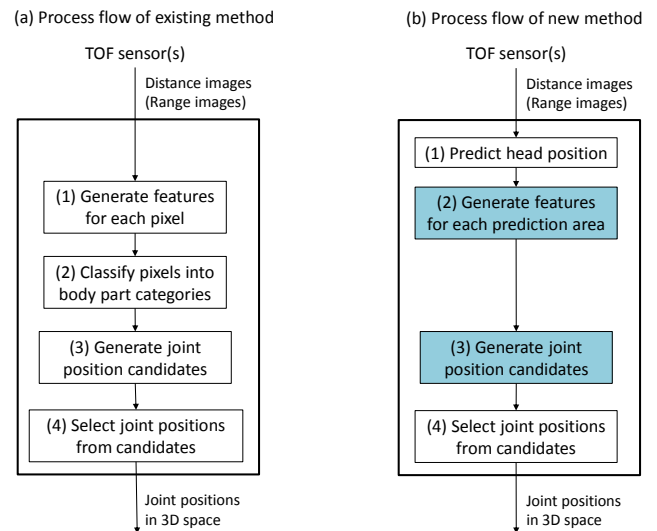 (a) Process flow of existing method
TOF sensor(s)
Distance images
(Range images)
(1) Generate features
for each pixel
(2) Classify pixels into
body part categories
(3) Generate joint
position candidates
(4) Select joint positions
from candidates
Joint positions
in 3D space
(b) Process flow of new method
TOF sensor(s)
Distance images
(Range images)
(1) Predict head position
(2) Generate features
for each prediction area
(3) Generate joint
position candidates
(4) Select joint positions
from candidates
Joint positions
in 3D space